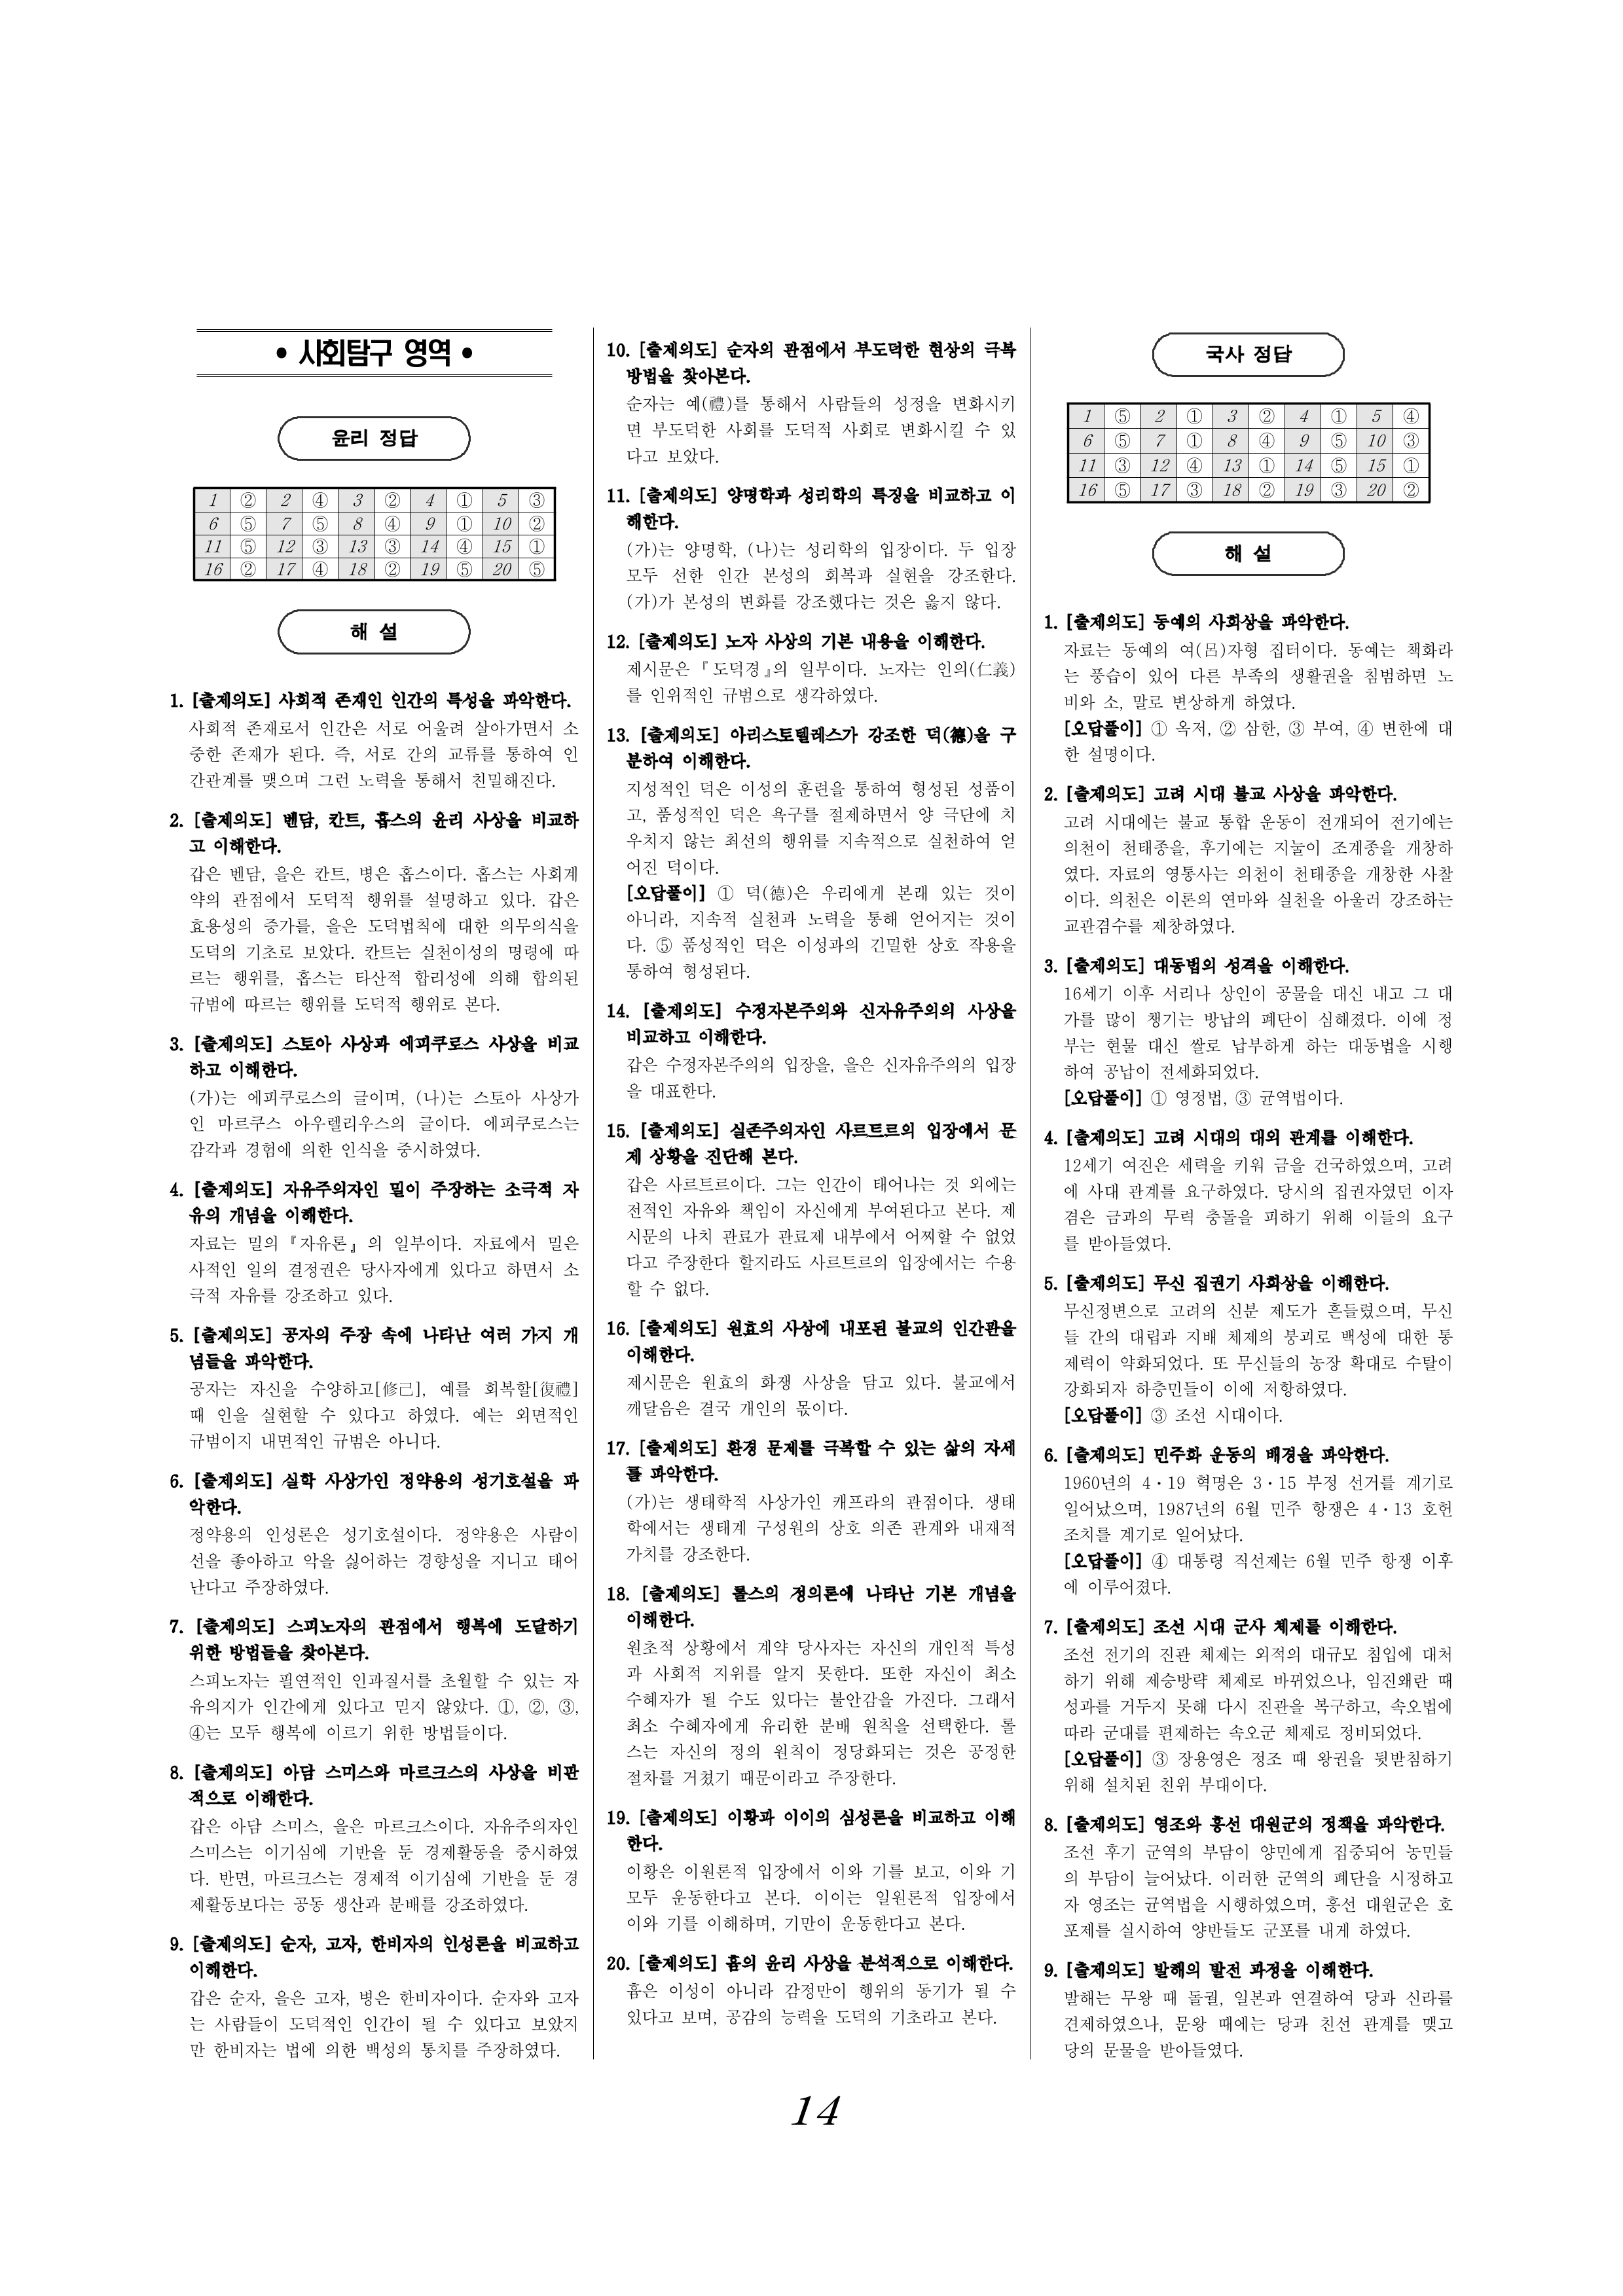 • 사회탐구 영역 •
윤리 정답
1 ② 2 ④ 3 ② 4 ① 5 ③
6 ⑤ 7 ⑤ 8 ④ 9 ① 10 ②
11 ⑤ 12 ③ 13 ③ 14 ④ 15 ①
16 ② 17 ④ 18 ② 19 ⑤ 20 ⑤
해 설
1. [출제의도] 사회적 존재인 인간의 특성을 파악한다.
사회적 존재로서 인간은 서로 어울려 살아가면서 소
중한 존재가 된다. 즉, 서로 간의 교류를 통하여 인
간관계를 맺으며 그런 노력을 통해서 친밀해진다.
2. [출제의도] 벤담, 칸트, 홉스의 윤리 사상을 비교하
고 이해한다.
갑은 벤담, 을은 칸트, 병은 홉스이다. 홉스는 사회계
약의 관점에서 도덕적 행위를 설명하고 있다. 갑은
효용성의 증가를, 을은 도덕법칙에 대한 의무의식을
도덕의 기초로 보았다. 칸트는 실천이성의 명령에 따
르는 행위를, 홉스는 타산적 합리성에 의해 합의된
규범에 따르는 행위를 도덕적 행위로 본다.
3. [출제의도] 스토아 사상과 에피쿠로스 사상을 비교
하고 이해한다.
(가)는 에피쿠로스의 글이며, (나)는 스토아 사상가
인 마르쿠스 아우렐리우스의 글이다. 에피쿠로스는
감각과 경험에 의한 인식을 중시하였다.
4. [출제의도] 자유주의자인 밀이 주장하는 소극적 자
유의 개념을 이해한다.
자료는 밀의『자유론』의 일부이다. 자료에서 밀은
사적인 일의 결정권은 당사자에게 있다고 하면서 소
극적 자유를 강조하고 있다.
5. [출제의도] 공자의 주장 속에 나타난 여러 가지 개
념들을 파악한다.
공자는 자신을 수양하고[修己], 예를 회복할[復禮]
때 인을 실현할 수 있다고 하였다. 예는 외면적인
규범이지 내면적인 규범은 아니다.
6. [출제의도] 실학 사상가인 정약용의 성기호설을 파
악한다.
정약용의 인성론은 성기호설이다. 정약용은 사람이
선을 좋아하고 악을 싫어하는 경향성을 지니고 태어
난다고 주장하였다.
7. [출제의도] 스피노자의 관점에서 행복에 도달하기
위한 방법들을 찾아본다.
스피노자는 필연적인 인과질서를 초월할 수 있는 자
유의지가 인간에게 있다고 믿지 않았다. ①, ②, ③,
④는 모두 행복에 이르기 위한 방법들이다.
8. [출제의도] 아담 스미스와 마르크스의 사상을 비판
적으로 이해한다.
갑은 아담 스미스, 을은 마르크스이다. 자유주의자인
스미스는 이기심에 기반을 둔 경제활동을 중시하였
다. 반면, 마르크스는 경제적 이기심에 기반을 둔 경
제활동보다는 공동 생산과 분배를 강조하였다.
9. [출제의도] 순자, 고자, 한비자의 인성론을 비교하고
이해한다.
갑은 순자, 을은 고자, 병은 한비자이다. 순자와 고자
는 사람들이 도덕적인 인간이 될 수 있다고 보았지
만 한비자는 법에 의한 백성의 통치를 주장하였다.
10. [출제의도] 순자의 관점에서 부도덕한 현상의 극복
방법을 찾아본다.
순자는 예(禮)를 통해서 사람들의 성정을 변화시키
면 부도덕한 사회를 도덕적 사회로 변화시킬 수 있
다고 보았다.
11. [출제의도] 양명학과 성리학의 특징을 비교하고 이
해한다.
(가)는 양명학, (나)는 성리학의 입장이다. 두 입장
모두 선한 인간 본성의 회복과 실현을 강조한다.
(가)가 본성의 변화를 강조했다는 것은 옳지 않다.
12. [출제의도] 노자 사상의 기본 내용을 이해한다.
제시문은『도덕경』의 일부이다. 노자는 인의(仁義)
를 인위적인 규범으로 생각하였다.
13. [출제의도] 아리스토텔레스가 강조한 덕(德)을 구
분하여 이해한다.
지성적인 덕은 이성의 훈련을 통하여 형성된 성품이
고, 품성적인 덕은 욕구를 절제하면서 양 극단에 치
우치지 않는 최선의 행위를 지속적으로 실천하여 얻
어진 덕이다.
[오답풀이] ① 덕(德)은 우리에게 본래 있는 것이
아니라, 지속적 실천과 노력을 통해 얻어지는 것이
다. ⑤ 품성적인 덕은 이성과의 긴밀한 상호 작용을
통하여 형성된다.
14. [출제의도] 수정자본주의와 신자유주의의 사상을
비교하고 이해한다.
갑은 수정자본주의의 입장을, 을은 신자유주의의 입장
을 대표한다.
15. [출제의도] 실존주의자인 사르트르의 입장에서 문
제 상황을 진단해 본다.
갑은 사르트르이다. 그는 인간이 태어나는 것 외에는
전적인 자유와 책임이 자신에게 부여된다고 본다. 제
시문의 나치 관료가 관료제 내부에서 어찌할 수 없었
다고 주장한다 할지라도 사르트르의 입장에서는 수용
할 수 없다.
16. [출제의도] 원효의 사상에 내포된 불교의 인간관을
이해한다.
제시문은 원효의 화쟁 사상을 담고 있다. 불교에서
깨달음은 결국 개인의 몫이다.
17. [출제의도] 환경 문제를 극복할 수 있는 삶의 자세
를 파악한다.
(가)는 생태학적 사상가인 캐프라의 관점이다. 생태
학에서는 생태계 구성원의 상호 의존 관계와 내재적
가치를 강조한다.
18. [출제의도] 롤스의 정의론에 나타난 기본 개념을
이해한다.
원초적 상황에서 계약 당사자는 자신의 개인적 특성
과 사회적 지위를 알지 못한다. 또한 자신이 최소
수혜자가 될 수도 있다는 불안감을 가진다. 그래서
최소 수혜자에게 유리한 분배 원칙을 선택한다. 롤
스는 자신의 정의 원칙이 정당화되는 것은 공정한
절차를 거쳤기 때문이라고 주장한다.
19. [출제의도] 이황과 이이의 심성론을 비교하고 이해
한다.
이황은 이원론적 입장에서 이와 기를 보고, 이와 기
모두 운동한다고 본다. 이이는 일원론적 입장에서
이와 기를 이해하며, 기만이 운동한다고 본다.
20. [출제의도] 흄의 윤리 사상을 분석적으로 이해한다.
흄은 이성이 아니라 감정만이 행위의 동기가 될 수
있다고 보며, 공감의 능력을 도덕의 기초라고 본다.
국사 정답
1 ⑤ 2 ① 3 ② 4 ① 5 ④
6 ⑤ 7 ① 8 ④ 9 ⑤ 10 ③
11 ③ 12 ④ 13 ① 14 ⑤ 15 ①
16 ⑤ 17 ③ 18 ② 19 ③ 20 ②
해 설
1. [출제의도] 동예의 사회상을 파악한다.
자료는 동예의 여(呂)자형 집터이다. 동예는 책화라
는 풍습이 있어 다른 부족의 생활권을 침범하면 노
비와 소, 말로 변상하게 하였다.
[오답풀이] ① 옥저, ② 삼한, ③ 부여, ④ 변한에 대
한 설명이다.
2. [출제의도] 고려 시대 불교 사상을 파악한다.
고려 시대에는 불교 통합 운동이 전개되어 전기에는
의천이 천태종을, 후기에는 지눌이 조계종을 개창하
였다. 자료의 영통사는 의천이 천태종을 개창한 사찰
이다. 의천은 이론의 연마와 실천을 아울러 강조하는
교관겸수를 제창하였다.
3. [출제의도] 대동법의 성격을 이해한다.
16세기 이후 서리나 상인이 공물을 대신 내고 그 대
가를 많이 챙기는 방납의 폐단이 심해졌다. 이에 정
부는 현물 대신 쌀로 납부하게 하는 대동법을 시행
하여 공납이 전세화되었다.
[오답풀이] ① 영정법, ③ 균역법이다.
4. [출제의도] 고려 시대의 대외 관계를 이해한다.
12세기 여진은 세력을 키워 금을 건국하였으며, 고려
에 사대 관계를 요구하였다. 당시의 집권자였던 이자
겸은 금과의 무력 충돌을 피하기 위해 이들의 요구
를 받아들였다.
5. [출제의도] 무신 집권기 사회상을 이해한다.
무신정변으로 고려의 신분 제도가 흔들렸으며, 무신
들 간의 대립과 지배 체제의 붕괴로 백성에 대한 통
제력이 약화되었다. 또 무신들의 농장 확대로 수탈이
강화되자 하층민들이 이에 저항하였다.
[오답풀이] ③ 조선 시대이다.
6. [출제의도] 민주화 운동의 배경을 파악한다.
1960년의 4·19 혁명은 3·15 부정 선거를 계기로
일어났으며, 1987년의 6월 민주 항쟁은 4·13 호헌
조치를 계기로 일어났다.
[오답풀이] ④ 대통령 직선제는 6월 민주 항쟁 이후
에 이루어졌다.
7. [출제의도] 조선 시대 군사 체제를 이해한다.
조선 전기의 진관 체제는 외적의 대규모 침입에 대처
하기 위해 제승방략 체제로 바뀌었으나, 임진왜란 때
성과를 거두지 못해 다시 진관을 복구하고, 속오법에
따라 군대를 편제하는 속오군 체제로 정비되었다.
[오답풀이] ③ 장용영은 정조 때 왕권을 뒷받침하기
위해 설치된 친위 부대이다.
8. [출제의도] 영조와 흥선 대원군의 정책을 파악한다.
조선 후기 군역의 부담이 양민에게 집중되어 농민들
의 부담이 늘어났다. 이러한 군역의 폐단을 시정하고
자 영조는 균역법을 시행하였으며, 흥선 대원군은 호
포제를 실시하여 양반들도 군포를 내게 하였다.
9. [출제의도] 발해의 발전 과정을 이해한다.
발해는 무왕 때 돌궐, 일본과 연결하여 당과 신라를
견제하였으나, 문왕 때에는 당과 친선 관계를 맺고
당의 문물을 받아들였다.
14